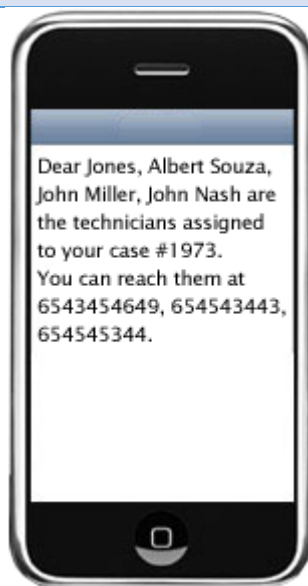 Dear Jones, Albert Souza,
John Miller, John Nash are
the technicians assigned
to your case #1973.
You can reach them at
6543454649, 654543443,
654545344.